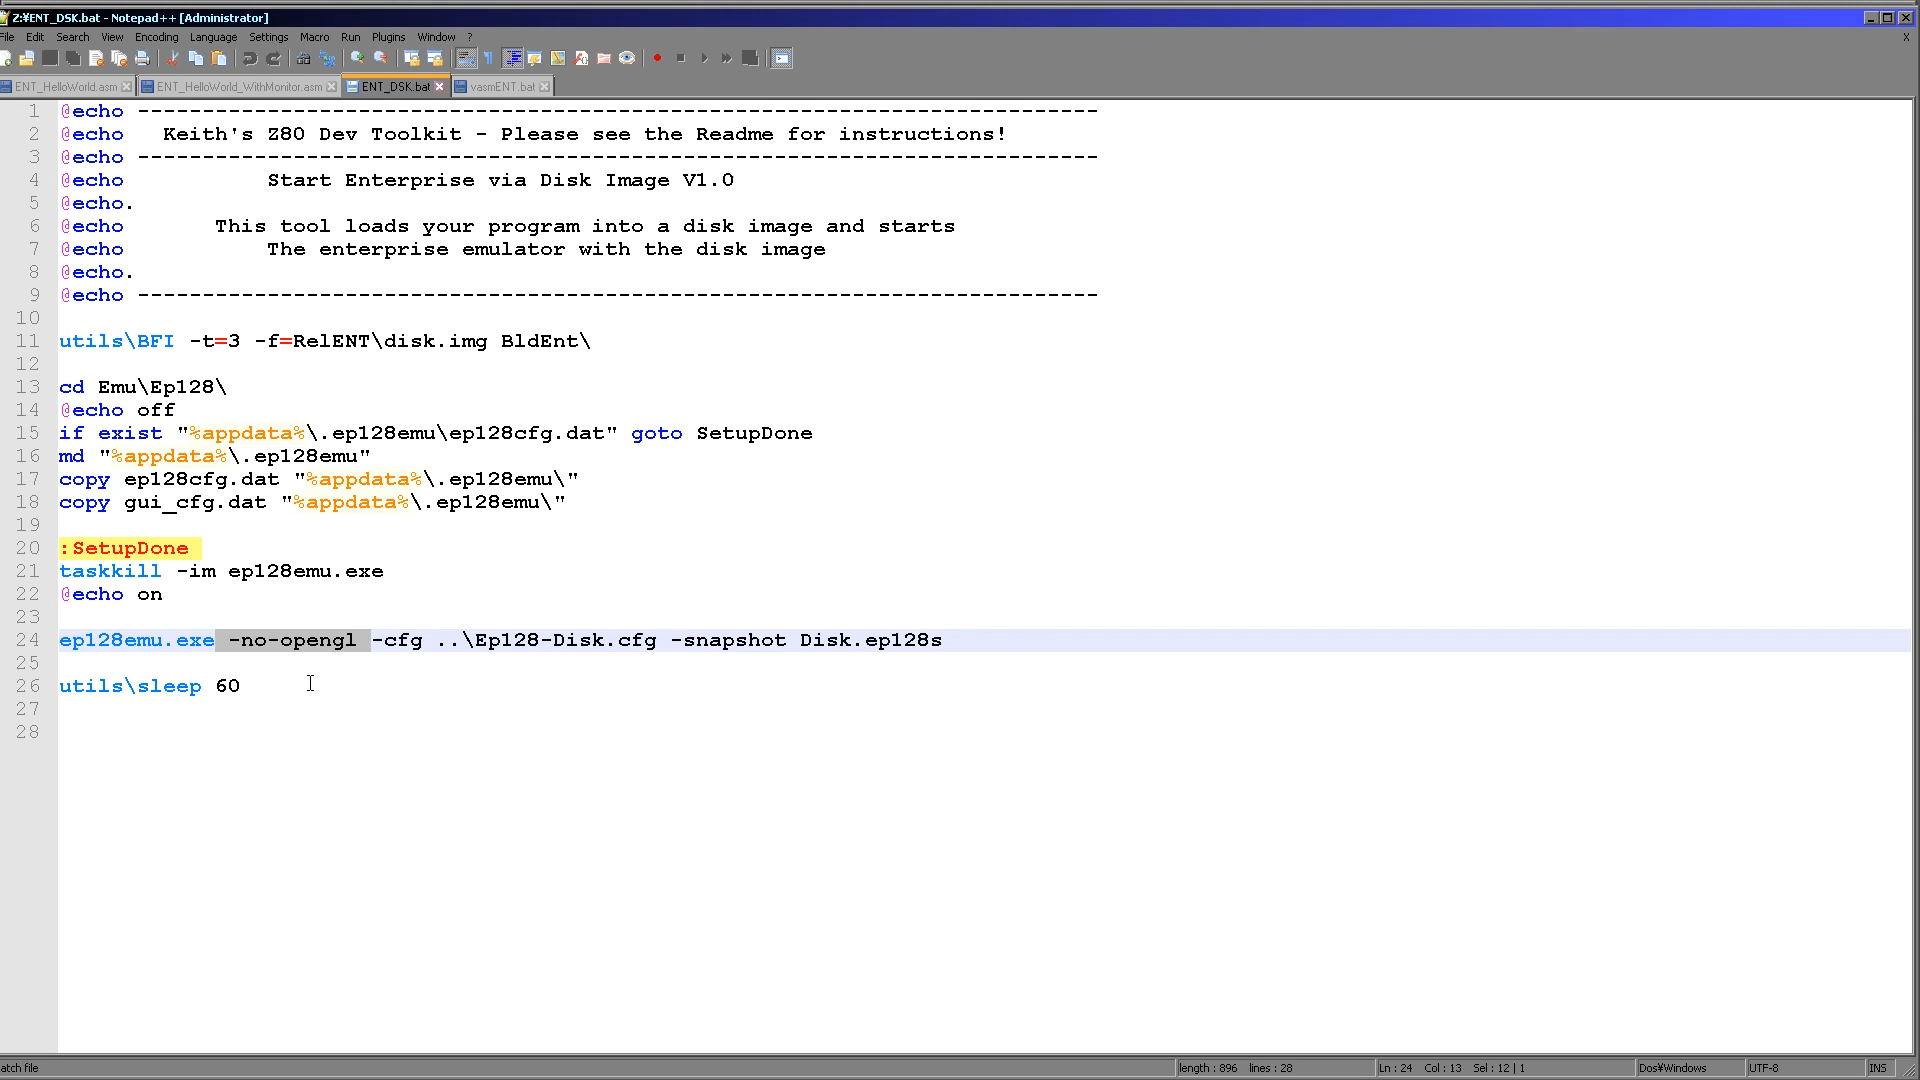 Z:¥ENT_DSK.bat - Notepad++ [Administrator]
File Edit Search View Encoding Language Settings Macro Run Plugins Window ?
X
ENT_HelloWorld.asm ENT_HelloWorld_WithMonitor.asm ENT_DSK.bat vasmENT.bat
1 @echo --------------------------------------------------------------------------
2 @echo   Keith's Z80 Dev Toolkit - Please see the Readme for instructions!
3 @echo --------------------------------------------------------------------------
4 @echo           Start Enterprise via Disk Image V1.0
5 @echo.
6 @echo       This tool loads your program into a disk image and starts
7 @echo           The enterprise emulator with the disk image
8 @echo.
9 @echo --------------------------------------------------------------------------
10
11 utils\BFI -t=3 -f=RelENT\disk.img BldEnt\
12
13 cd Emu\Ep128\
14 @echo off
15 if exist "%appdata%\.ep128emu\ep128cfg.dat" goto SetupDone
16 md "%appdata%\.ep128emu"
17 copy ep128cfg.dat "%appdata%\.ep128emu\"
18 copy gui_cfg.dat "%appdata%\.ep128emu\"
19
20 :SetupDone
21 taskkill -im ep128emu.exe
22 @echo on
23
24 ep128emu.exe -no-opengl -cfg ..\Ep128-Disk.cfg -snapshot Disk.ep128s
25
26 utils\sleep 60
27
28
atch file length : 896 lines : 28 Ln : 24 Col : 13 Sel : 12 | 1 Dos¥Windows UTF-8 INS